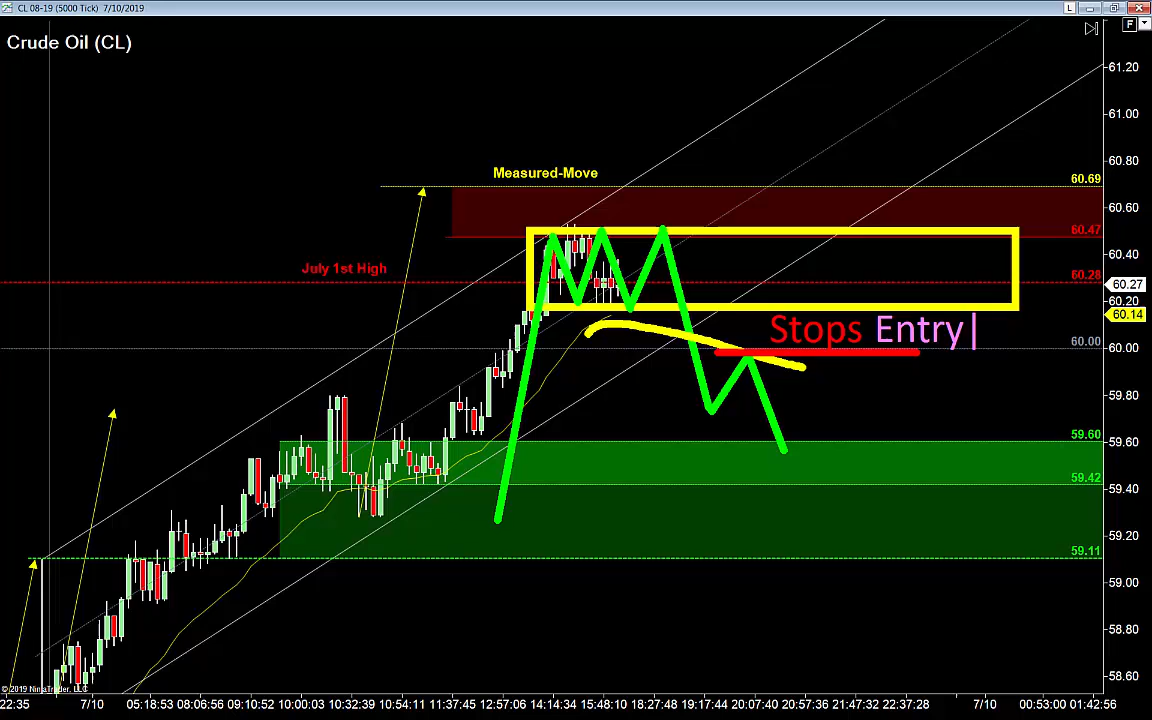 CL 08-19 (5000 Tick) 7/10/2019
L
F
Crude Oil (CL)
61.20
61.00
60.80
Measured-Move
60.69
60.60
60.47
60.40
July 1st High
60.28
60.27
60.20
60.14
Stops Entry|
60.00
60.00
59.80
59.60
59.60
59.42
59.40
59.20
59.11
59.00
58.80
58.60
© 2019 NinjaTrader, LLC
22:35 7/10 05:18:53 08:06:56 09:10:52 10:00:03 10:32:39 10:54:11 11:37:45 12:57:06 14:14:34 15:48:10 18:27:48 19:17:44 20:07:40 20:57:36 21:47:32 22:37:28 7/10 00:53:00 01:42:56